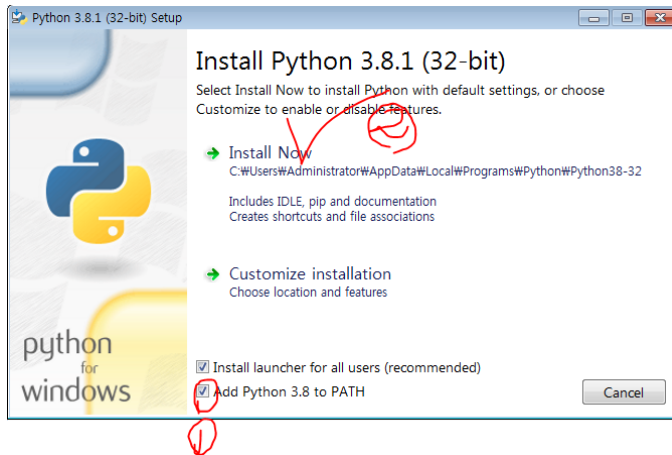 Python 3.8.1 (32-bit) Setup
Install Python 3.8.1 (32-bit)
Select Install Now to install Python with default settings, or choose
Customize to enable or disable features.
②
Install Now
C:₩Users₩Administrator₩AppData₩Local₩Programs₩Python₩Python38-32
Includes IDLE, pip and documentation
Creates shortcuts and file associations
Customize installation
Choose location and features
python
for
windows
Install launcher for all users (recommended)
Add Python 3.8 to PATH
Cancel
①